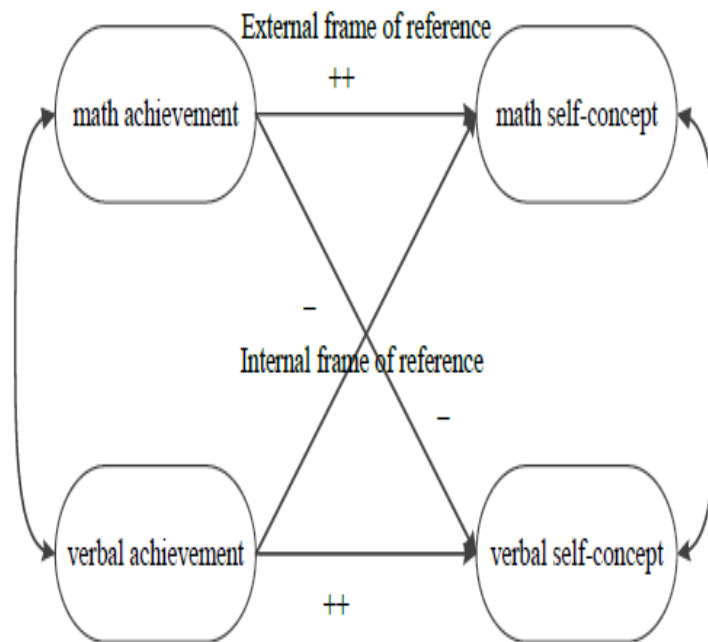 External frame of reference
++
math achievement
math self-concept
–
Internal frame of reference
–
verbal achievement
verbal self-concept
++